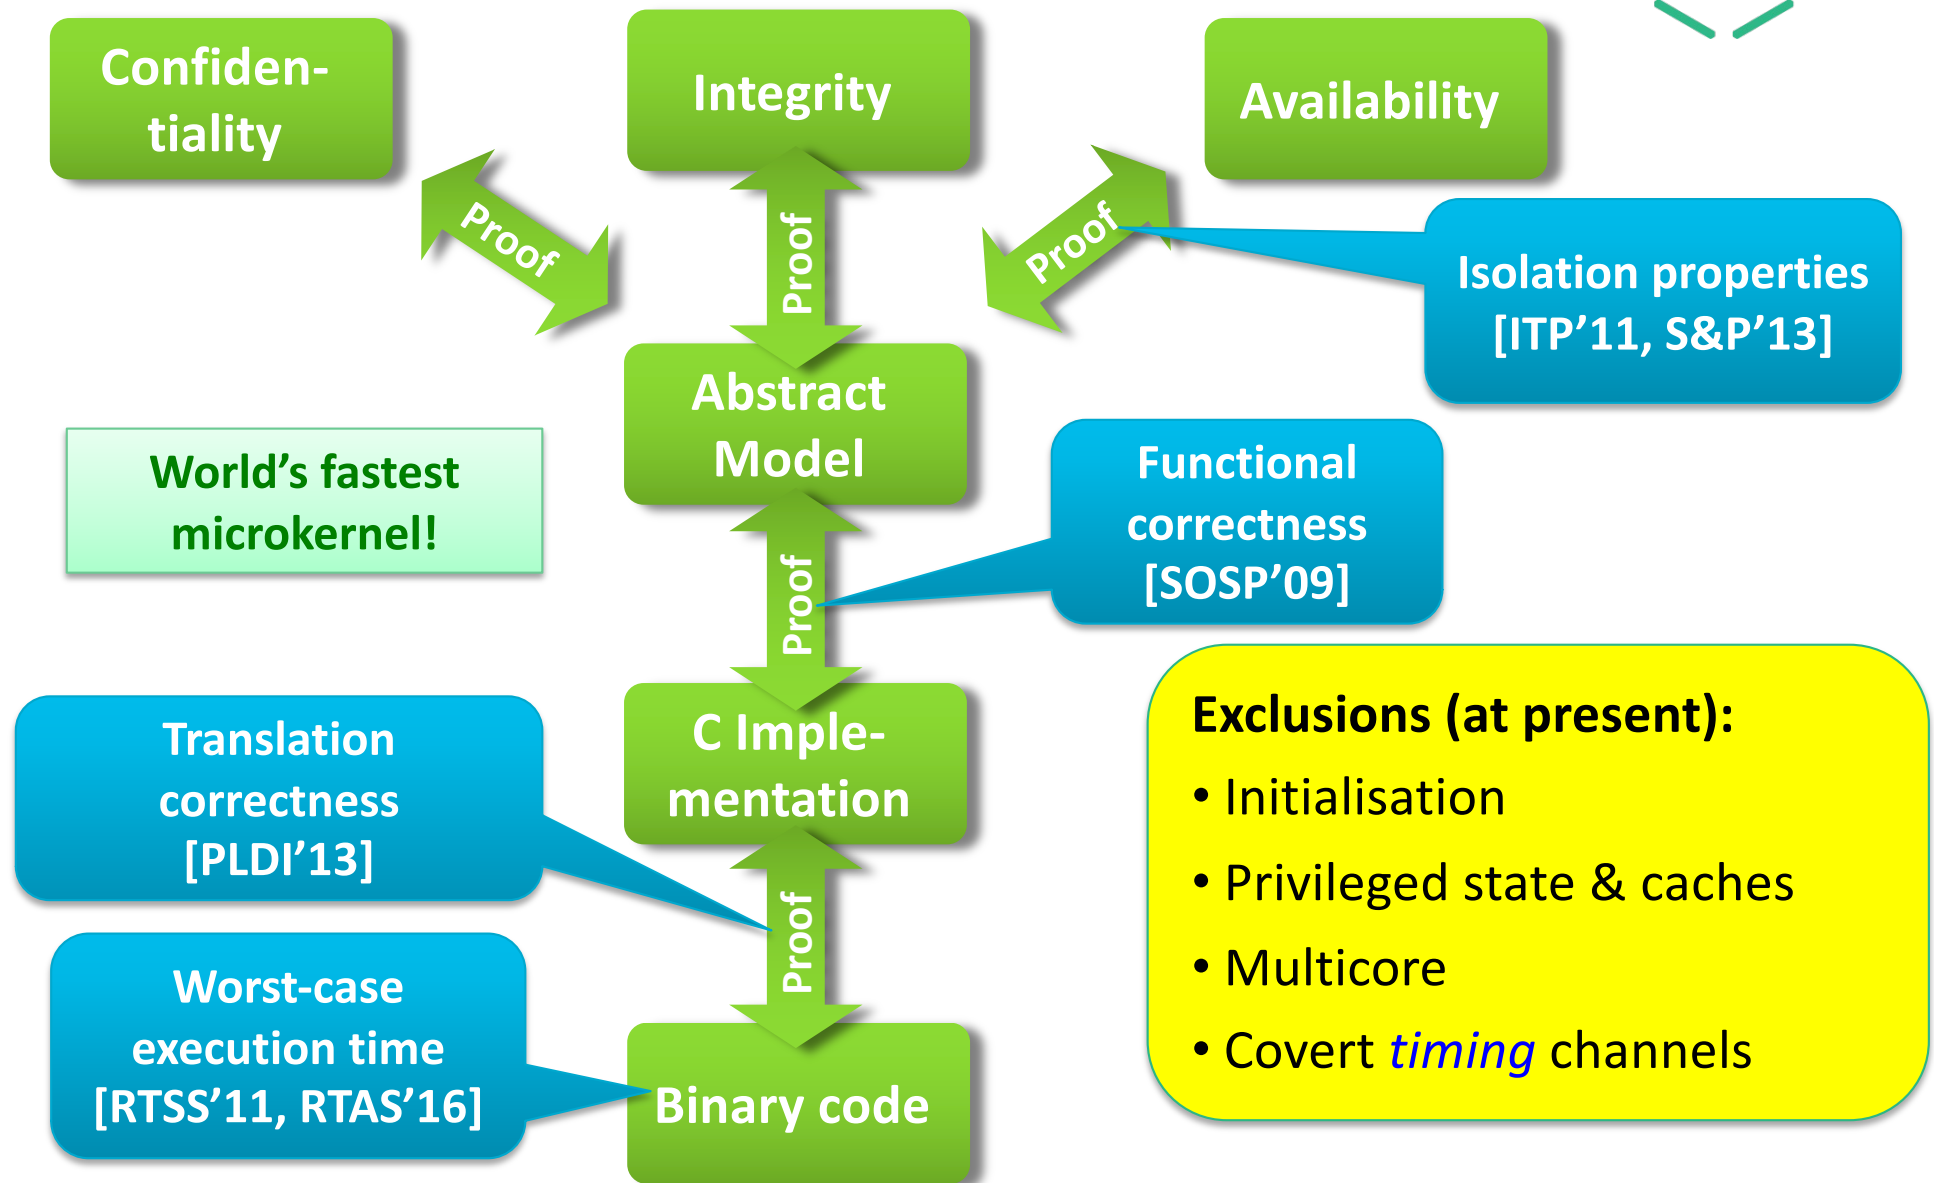 Confiden-
tiality
Integrity
Availability
Proof
Proof
Proof
Isolation properties
[ITP’11, S&P’13]
Abstract
Model
World’s fastest
microkernel!
Functional
correctness
[SOSP’09]
Proof
Translation
correctness
[PLDI’13]
C Imple-
mentation
Exclusions (at present):
• Initialisation
• Privileged state & caches
• Multicore
• Covert timing channels
Proof
Worst-case
execution time
[RTSS’11, RTAS’16]
Binary code